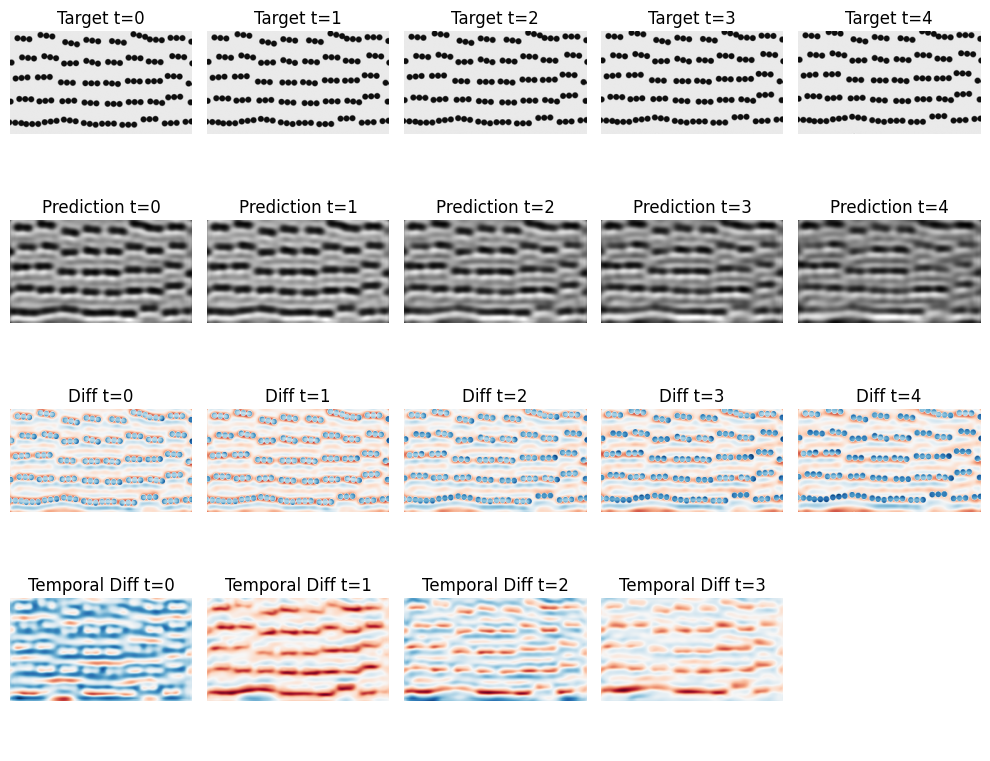 Target t=0 Target t=1 Target t=2 Target t=3 Target t=4
Prediction t=0 Prediction t=1 Prediction t=2 Prediction t=3 Prediction t=4
Diff t=0 Diff t=1 Diff t=2 Diff t=3 Diff t=4
Temporal Diff t=0 Temporal Diff t=1 Temporal Diff t=2 Temporal Diff t=3